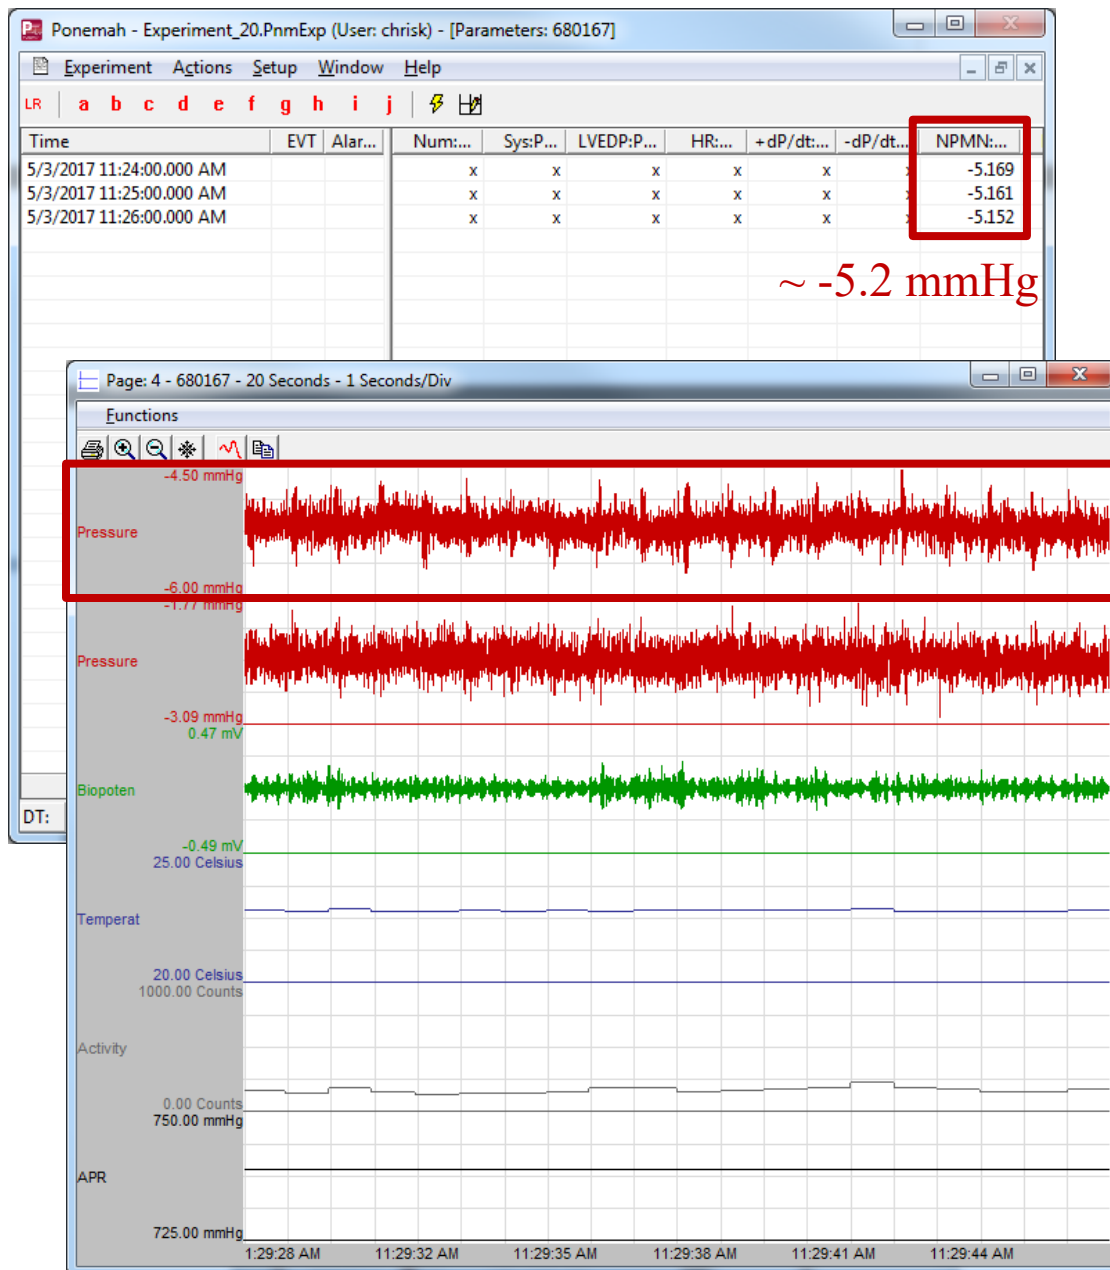 Ponemah - Experiment_20.PnmExp (User: chrisk) - [Parameters: 680167]
Experiment Actions Setup Window Help
LR a b c d e f g h i j
Time EVT Alar... Num:... Sys:P... LVEDP:P... HR:... +dP/dt:... -dP/dt... NPMN:...
5/3/2017 11:24:00.000 AM x x x x x -5.169
5/3/2017 11:25:00.000 AM x x x x x -5.161
5/3/2017 11:26:00.000 AM x x x x x -5.152
~ -5.2 mmHg
Page: 4 - 680167 - 20 Seconds - 1 Seconds/Div
Functions
-4.50 mmHg
Pressure
-6.00 mmHg
-1.77 mmHg
Pressure
-3.09 mmHg
0.47 mV
Biopoten
-0.49 mV
25.00 Celsius
Temperat
20.00 Celsius
1000.00 Counts
Activity
0.00 Counts
750.00 mmHg
APR
725.00 mmHg
1:29:28 AM 11:29:32 AM 11:29:35 AM 11:29:38 AM 11:29:41 AM 11:29:44 AM
DT: